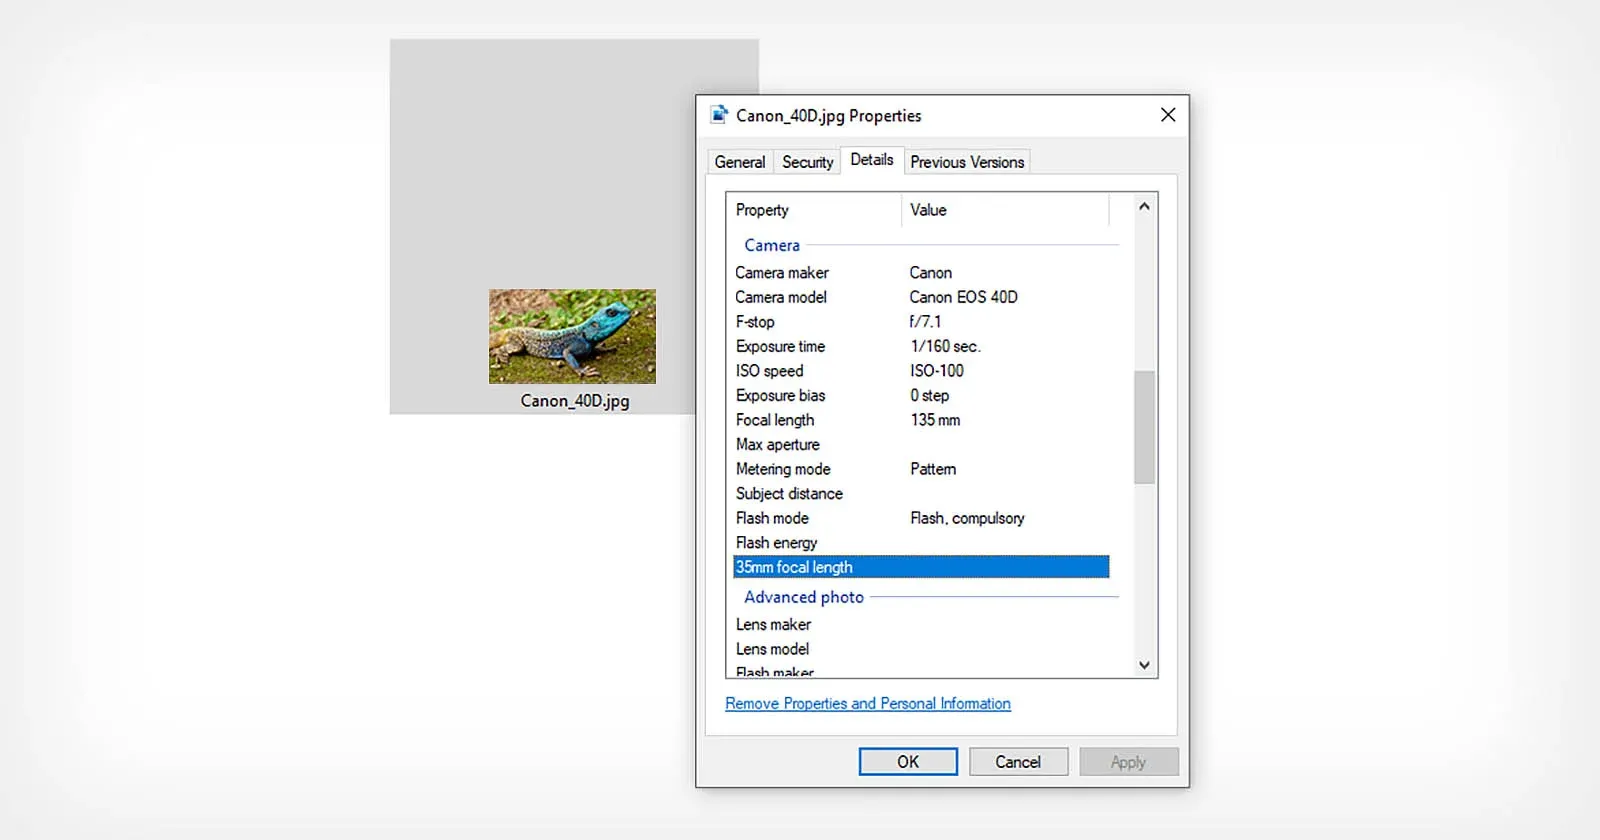 Canon_40D.jpg
Canon_40D.jpg Properties
General Security Details Previous Versions
Property Value
Camera
Camera maker Canon
Camera model Canon EOS 40D
F-stop f/7.1
Exposure time 1/160 sec.
ISO speed ISO-100
Exposure bias 0 step
Focal length 135 mm
Max aperture
Metering mode Pattern
Subject distance
Flash mode Flash, compulsory
Flash energy
35mm focal length
Advanced photo
Lens maker
Lens model
Flash maker
Remove Properties and Personal Information
OK Cancel Apply